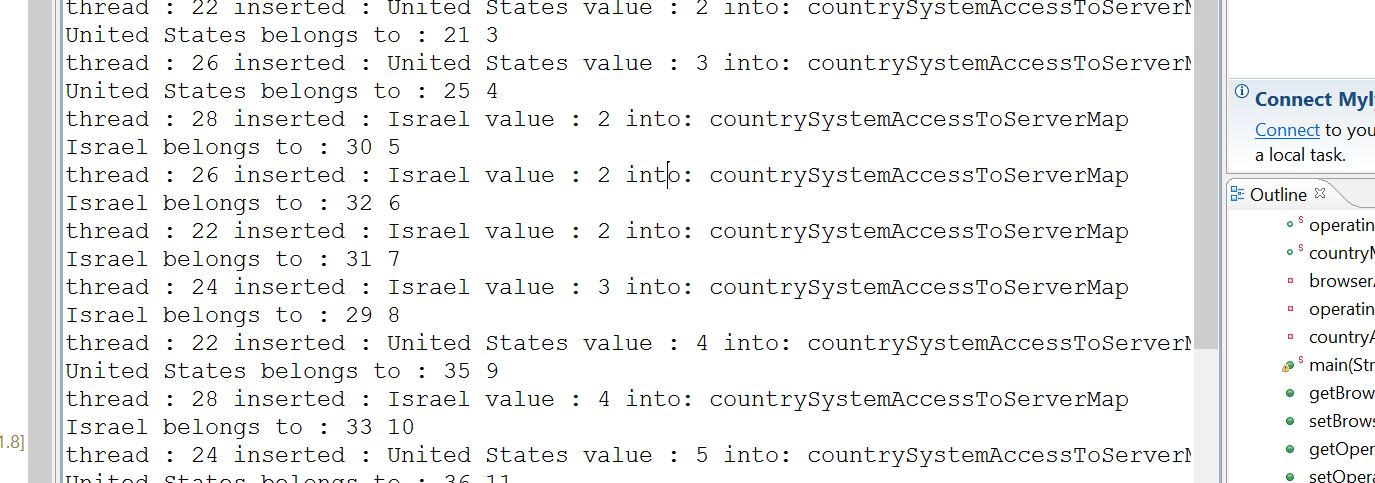 thread : 22 inserted : United States value : 2 into: countrySystemAccessToServerM
United States belongs to : 21 3
thread : 26 inserted : United States value : 3 into: countrySystemAccessToServerM
United States belongs to : 25 4
thread : 28 inserted : Israel value : 2 into: countrySystemAccessToServerMap
Israel belongs to : 30 5
thread : 26 inserted : Israel value : 2 into: countrySystemAccessToServerMap
Israel belongs to : 32 6
thread : 22 inserted : Israel value : 2 into: countrySystemAccessToServerMap
Israel belongs to : 31 7
thread : 24 inserted : Israel value : 3 into: countrySystemAccessToServerMap
Israel belongs to : 29 8
thread : 22 inserted : United States value : 4 into: countrySystemAccessToServerM
United States belongs to : 35 9
thread : 28 inserted : Israel value : 4 into: countrySystemAccessToServerMap
Israel belongs to : 33 10
thread : 24 inserted : United States value : 5 into: countrySystemAccessToServerM
United States belongs to : 36 11
1.8]
Connect Myl
Connect to you
a local task.
Outline
operatin
countryM
browserA
operatin
countryA
main(Str
getBrow
setBrows
getOper
setOpera